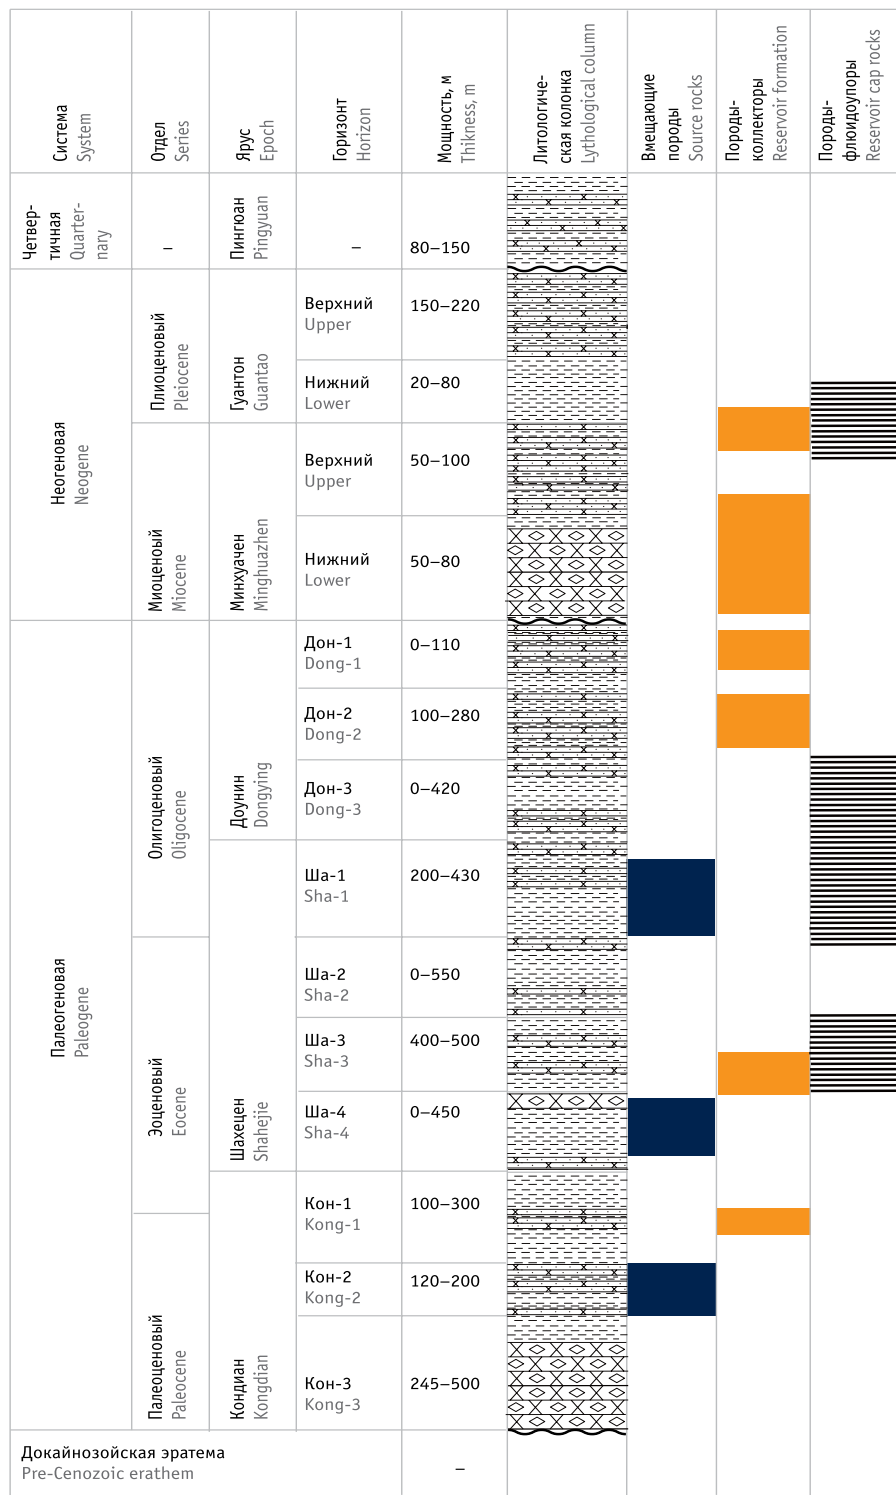 Система
System
Отдел
Series
Ярус
Epoch
Горизонт
Horizon
Мощность, м
Thikness, m
Литологиче-
ская колонка
Lythological column
Вмещающие
породы
Source rocks
Породы-
коллекторы
Reservoir formation
Породы-
флюидоупоры
Reservoir cap rocks
Четвер-
тичная
Quarter-
nary
–
Пингюан
Pingyuan
–
80–150
Неогеновая
Neogene
Плиоценовый
Pleiocene
Гуантон
Guantao
Верхний
Upper
150–220
Нижний
Lower
20–80
Миоценоый
Miocene
Минхуачен
Minghuazhen
Верхний
Upper
50–100
Нижний
Lower
50–80
Палеогеновая
Paleogene
Олигоценовый
Oligocene
Доунин
Dongying
Дон-1
Dong-1
0–110
Дон-2
Dong-2
100–280
Дон-3
Dong-3
0–420
Шахецен
Shahejie
Ша-1
Sha-1
200–430
Эоценовый
Eocene
Ша-2
Sha-2
0–550
Ша-3
Sha-3
400–500
Ша-4
Sha-4
0–450
Кондиан
Kongdian
Кон-1
Kong-1
100–300
Палеоценовый
Paleocene
Кон-2
Kong-2
120–200
Кон-3
Kong-3
245–500
Докайнозойская эратема
Pre-Cenozoic erathem
–